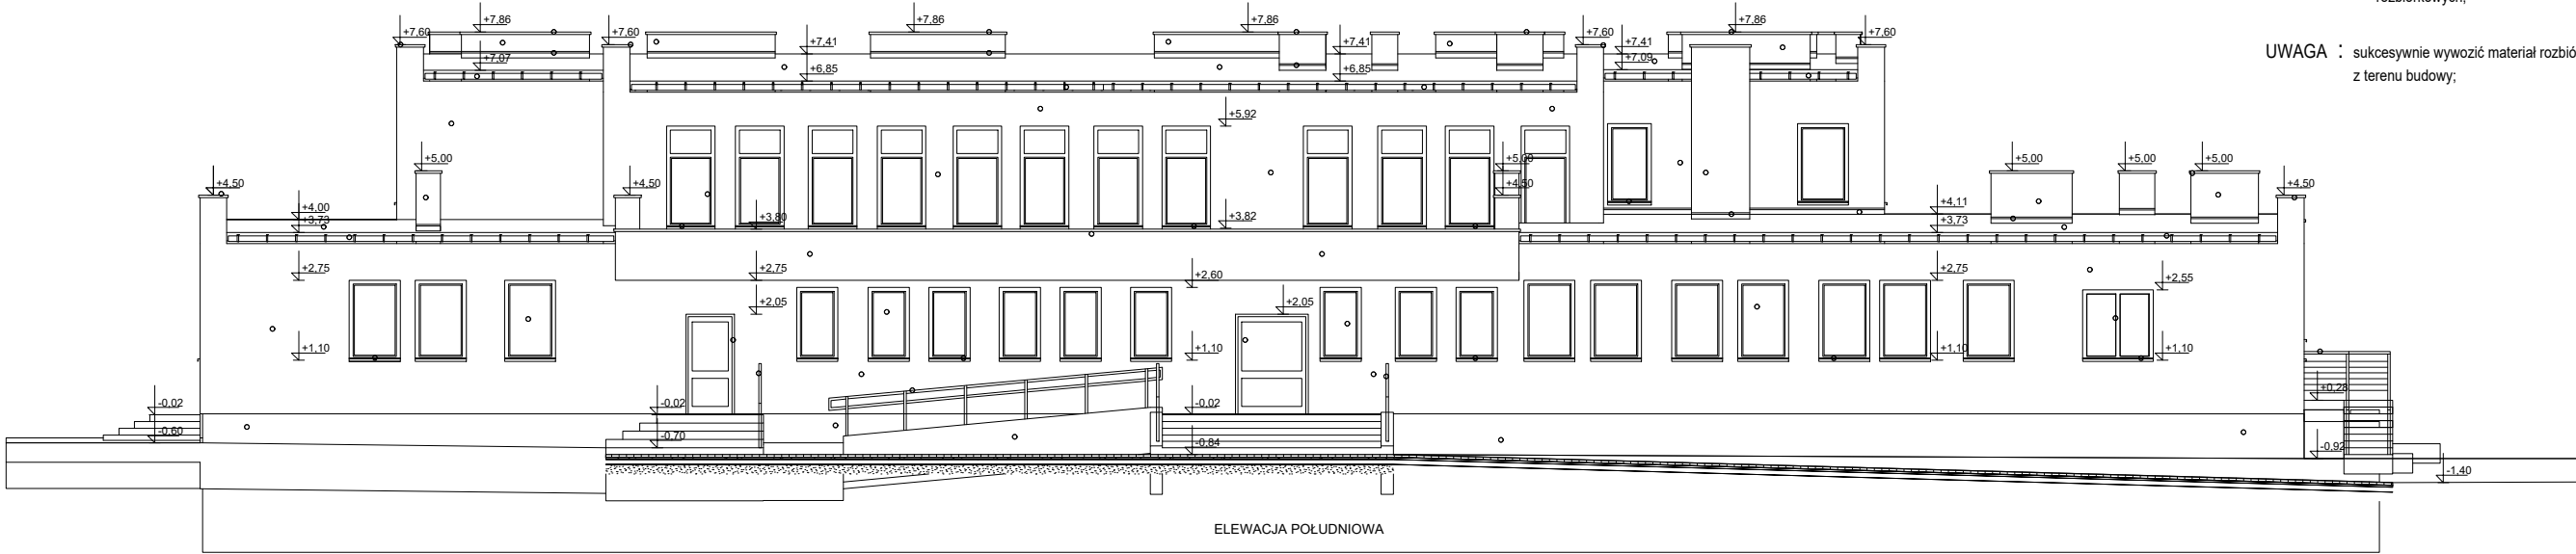 rozbiórkowych;
+7,86 +7,86 +7,86 +7,86
+7,60 +7,60 +7,60 +7,60
+7,41 +7,41 +7,41
UWAGA : sukcesywnie wywozić materiał rozbió
+7,07 +7,09
+6,85 +6,85
z terenu budowy;
+5,92
+5,00 +5,00 +5,00 +5,00 +5,00
+4,50 +4,50 +4,50 +4,50
+4,00 +4,11
+3,73 +3,80 +3,82 +3,73
+2,75 +2,75 +2,60 +2,75 +2,55
+2,05 +2,05
+1,10 +1,10 +1,10 +1,10
+0,28
-0,02 -0,02 -0,02
-0,60 -0,70 -0,84 -0,92
-1,40
ELEWACJA POŁUDNIOWA